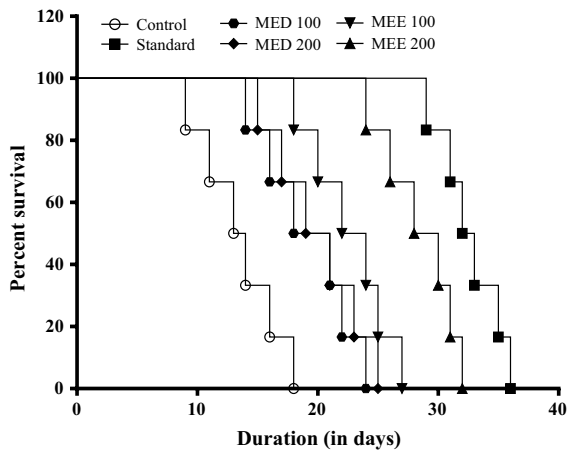 Control
Standard
MED 100
MED 200
MEE 100
MEE 200
Percent survival
120
100
80
60
40
20
0
0 10 20 30 40
Duration (in days)